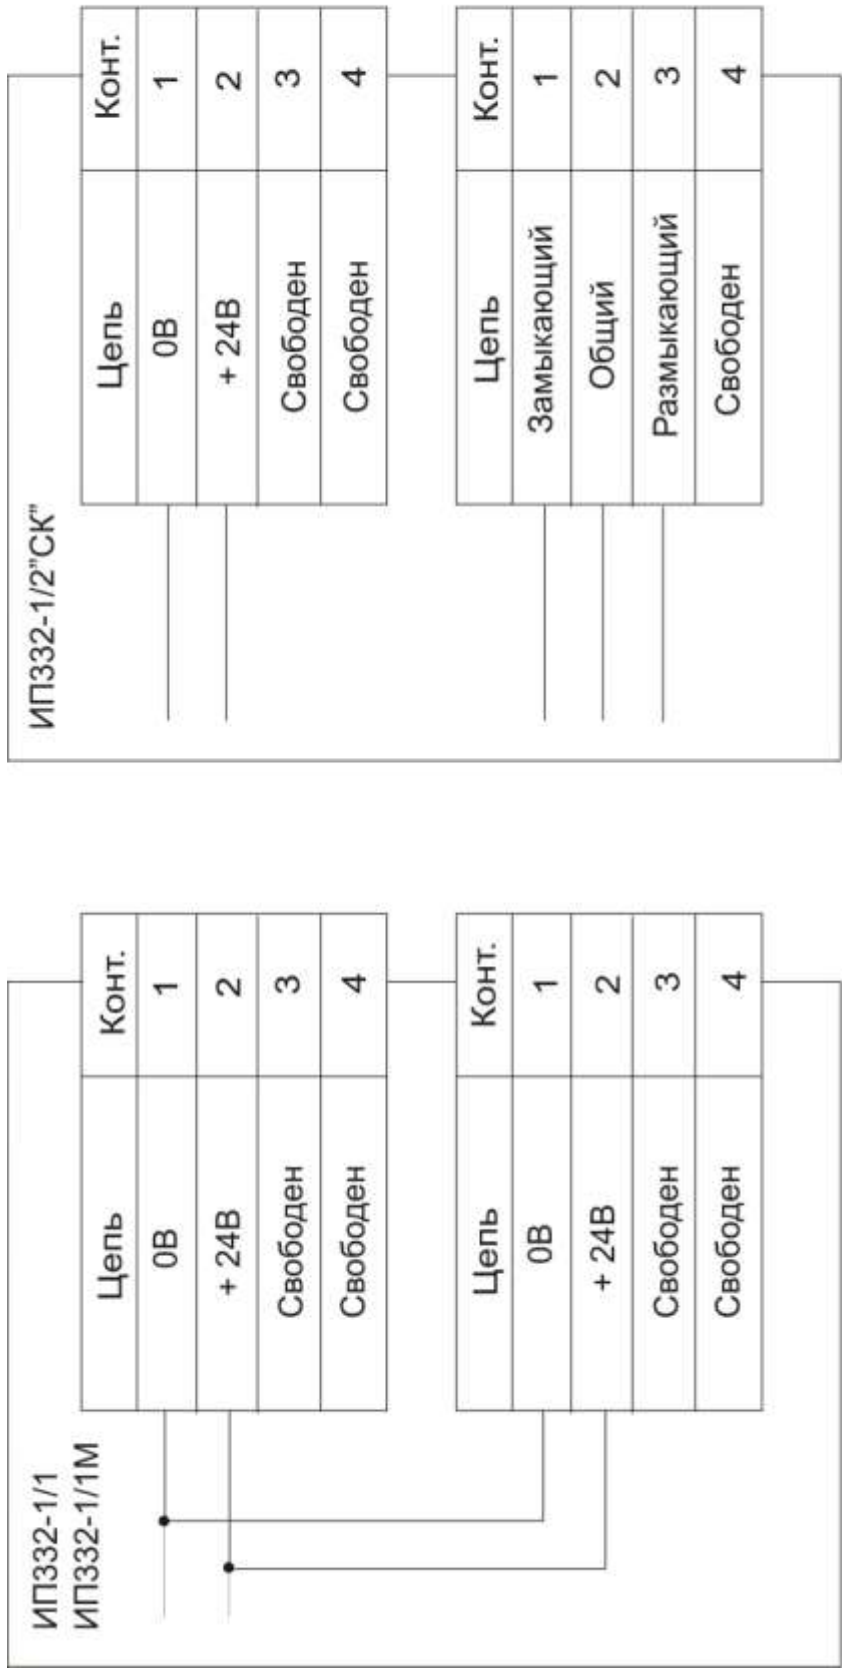 ИП332-1/1
ИП332-1/1М
Цепь Конт.
0В 1
+ 24В 2
Свободен 3
Свободен 4
Цепь Конт.
0В 1
+ 24В 2
Свободен 3
Свободен 4
ИП332-1/2"СК"
Цепь Конт.
0В 1
+ 24В 2
Свободен 3
Свободен 4
Цепь Конт.
Замыкающий 1
Общий 2
Размыкающий 3
Свободен 4